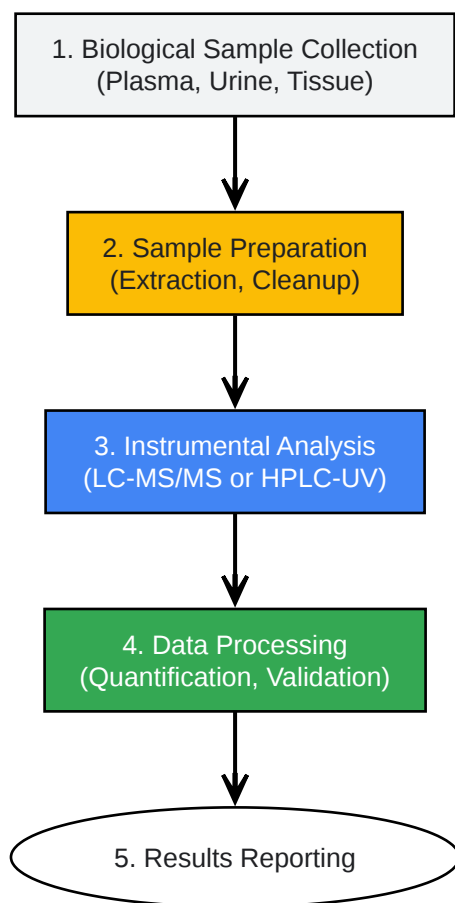 1. Biological Sample Collection
(Plasma, Urine, Tissue)
2. Sample Preparation
(Extraction, Cleanup)
3. Instrumental Analysis
(LC-MS/MS or HPLC-UV)
4. Data Processing
(Quantification, Validation)
5. Results Reporting